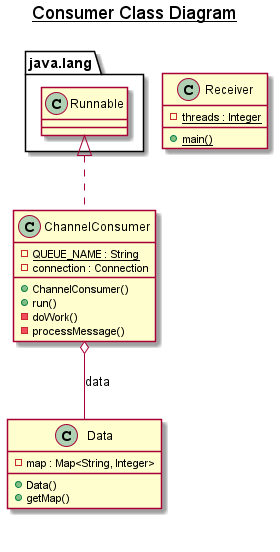 Consumer Class Diagram
java.lang
C Runnable
C Receiver
threads : Integer
main()
C ChannelConsumer
QUEUE_NAME : String
connection : Connection
ChannelConsumer()
run()
doWork()
processMessage()
data
C Data
map : Map<String, Integer>
Data()
getMap()